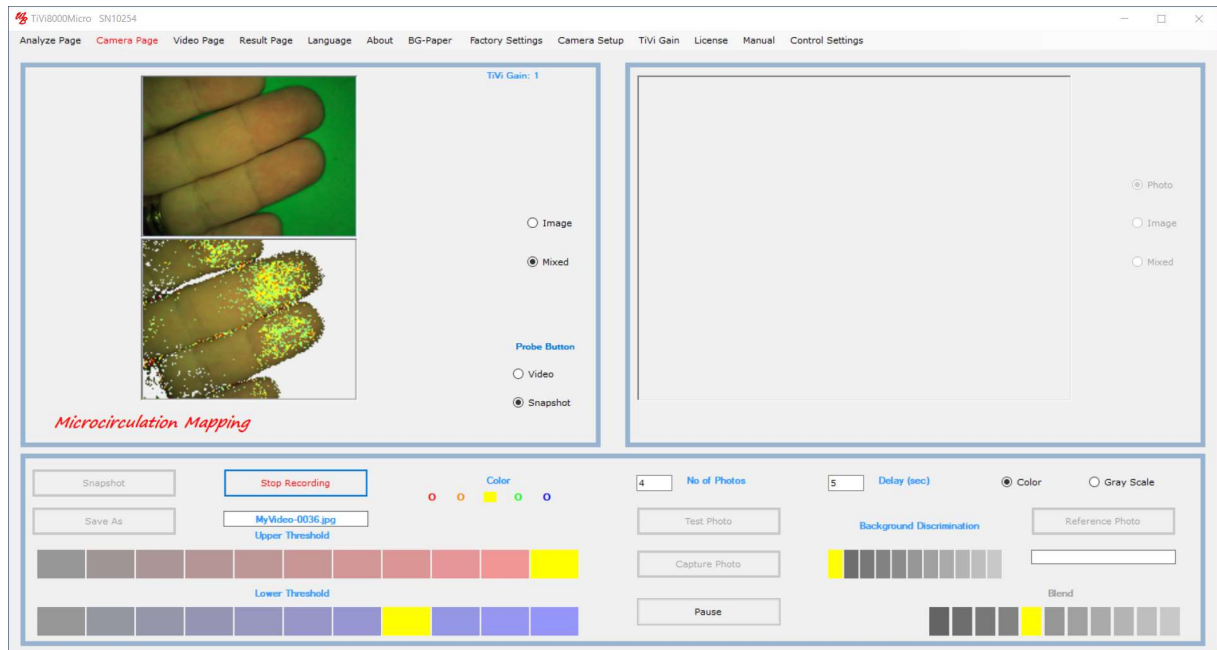 TiVi8000Micro SN10254
Analyze Page Camera Page Video Page Result Page Language About BG-Paper Factory Settings Camera Setup TiVi Gain License Manual Control Settings
TiVi Gain: 1
Image
Mixed
Probe Button
Video
Snapshot
Microcirculation Mapping
Photo
Image
Mixed
Snapshot
Stop Recording
Color
O O O O
Save As
MyVideo-0036.jpg
Upper Threshold
Lower Threshold
4 No of Photos
5 Delay (sec)
Color
Gray Scale
Test Photo
Background Discrimination
Reference Photo
Capture Photo
Blend
Pause